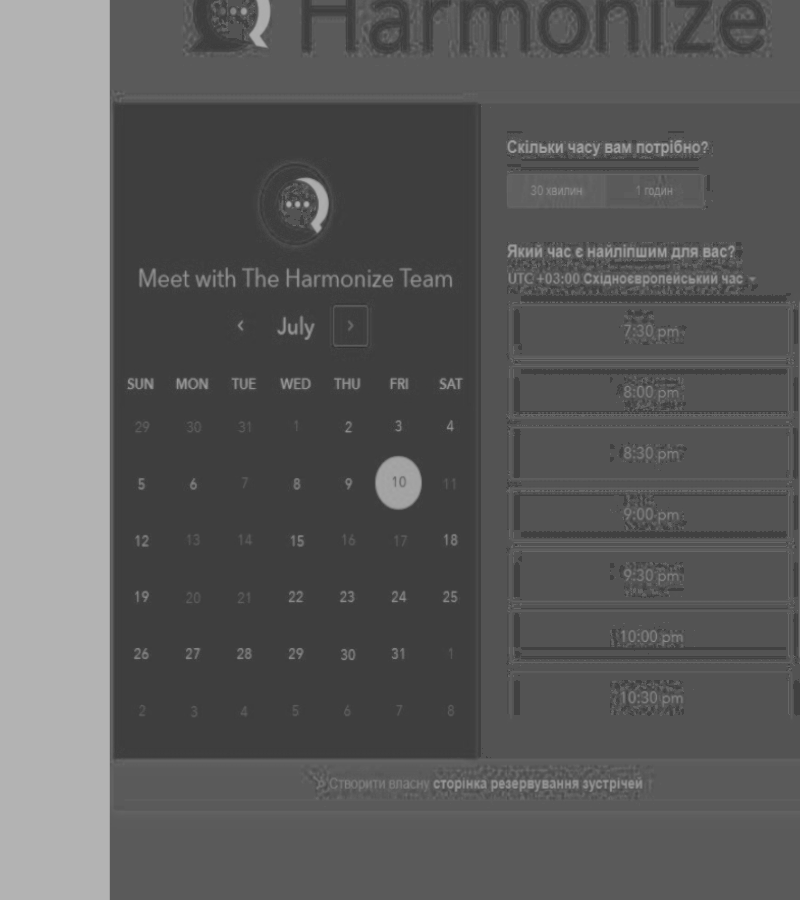 Harmonize
Meet with The Harmonize Team
‹ July ›
SUN MON TUE WED THU FRI SAT
29 30 31 1 2 3 4
5 6 7 8 9 10 11
12 13 14 15 16 17 18
19 20 21 22 23 24 25
26 27 28 29 30 31 1
2 3 4 5 6 7 8
Скільки часу вам потрібно?
30 хвилин 1 годин
Який час є найліпшим для вас?
UTC +03:00 Східноєвропейський час
7:30 pm
8:00 pm
8:30 pm
9:00 pm
9:30 pm
10:00 pm
10:30 pm
Створити власну сторінка резервування зустрічей